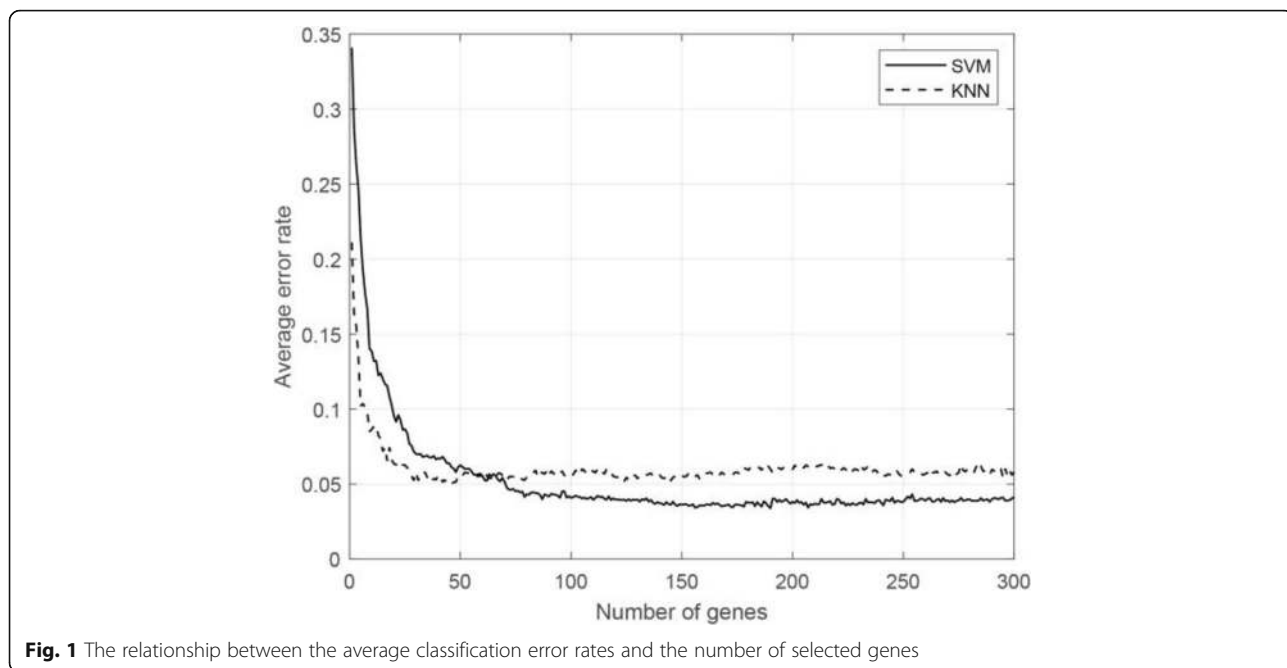 0.35
0.3
0.25
0.2
0.15
0.1
0.05
0
Average error rate
SVM
KNN
0 50 100 150 200 250 300
Number of genes
Fig. 1 The relationship between the average classification error rates and the number of selected genes